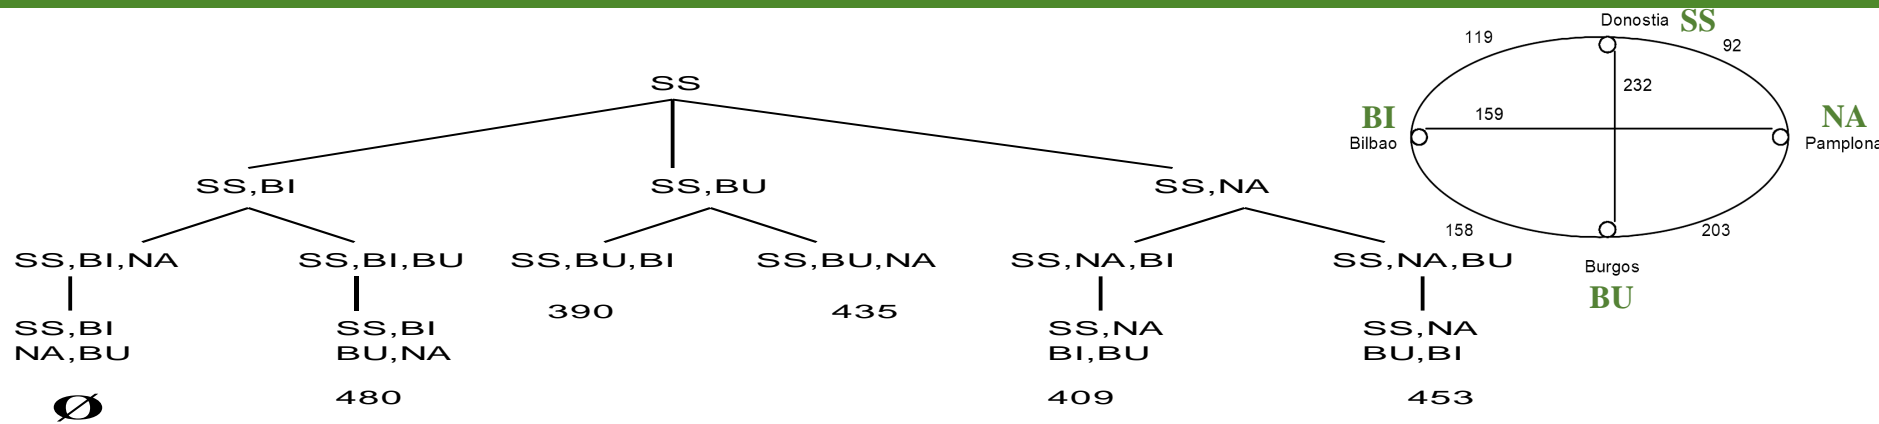 Donostia SS
119
92
SS
232
BI
159
NA
Bilbao
Pamplona
SS,BI
SS,BU
SS,NA
158
203
SS,BI,NA
SS,BI,BU
SS,BU,BI
SS,BU,NA
SS,NA,BI
SS,NA,BU
Burgos
BU
390
435
SS,BI
NA,BU
SS,BI
BU,NA
SS,NA
BI,BU
SS,NA
BU,BI
Ø
480
409
453